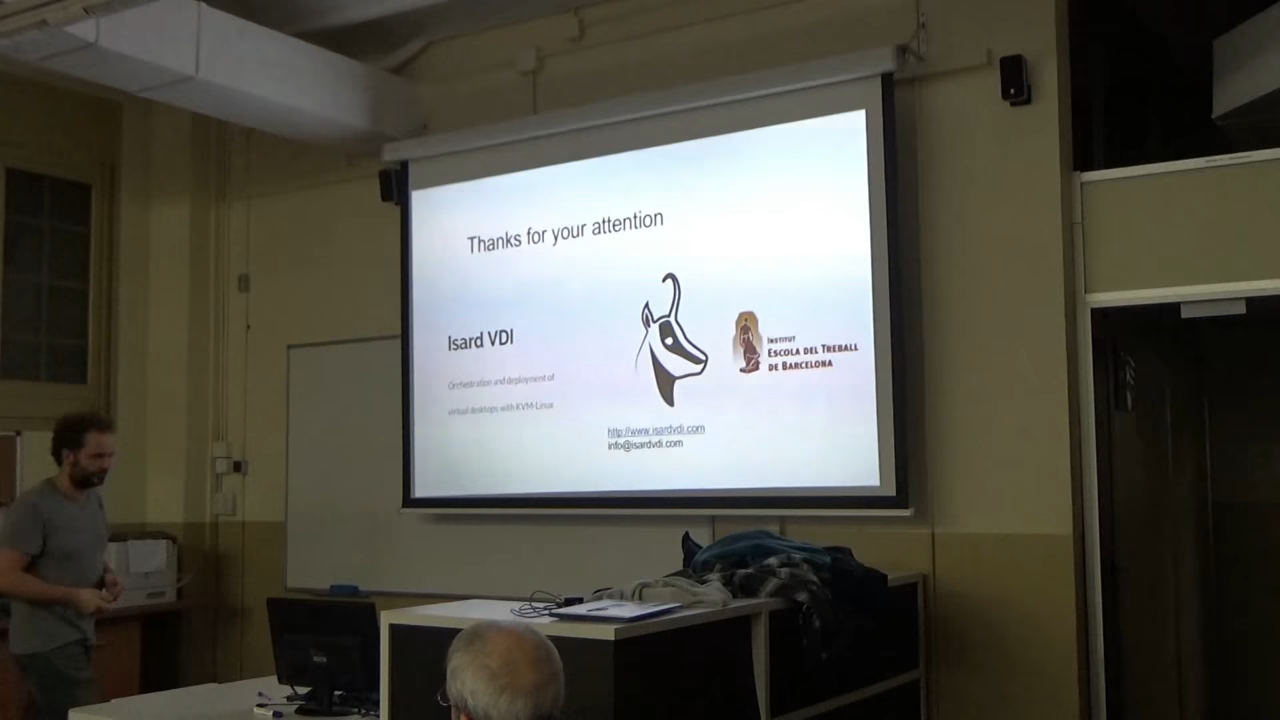 Thanks for your attention
Isard VDI
Orchestration and deployment of
virtual desktops with KVM-Linux
INSTITUT
ESCOLA DEL TREBALL
DE BARCELONA
http://www.isardvdi.com
info@isardvdi.com